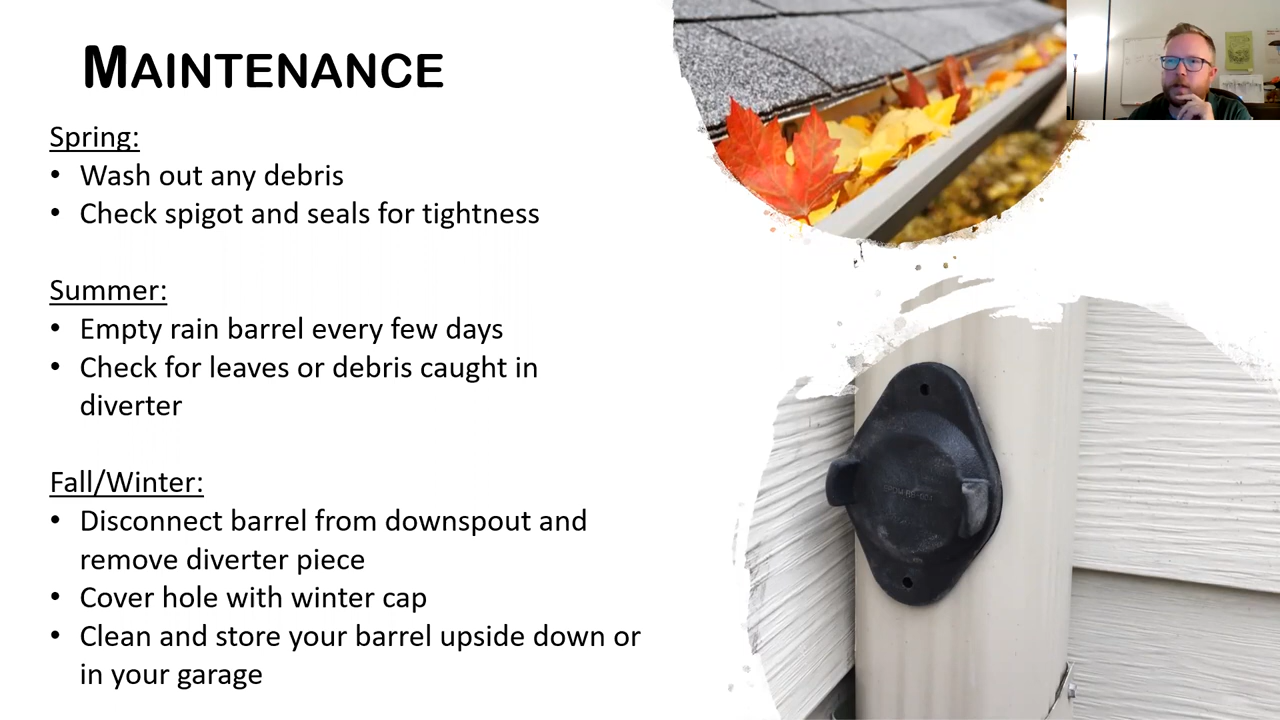 MAINTENANCE
Spring:
• Wash out any debris
• Check spigot and seals for tightness
Summer:
• Empty rain barrel every few days
• Check for leaves or debris caught in
diverter
Fall/Winter:
• Disconnect barrel from downspout and
remove diverter piece
• Cover hole with winter cap
• Clean and store your barrel upside down or
in your garage